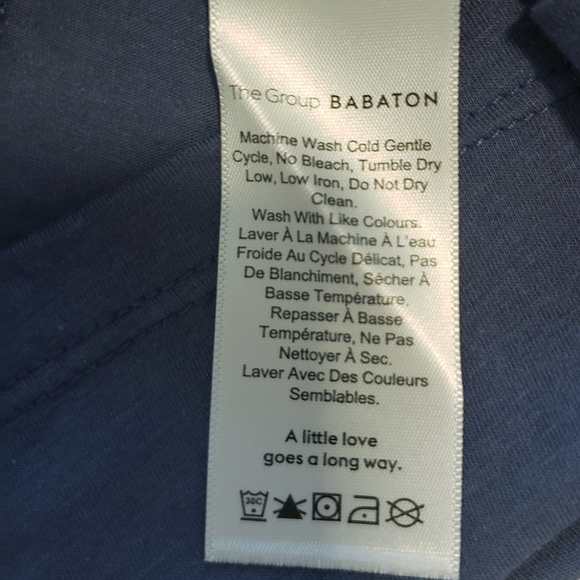 The Group BABATON
Machine Wash Cold Gentle
Cycle, No Bleach, Tumble Dry
Low, Low Iron, Do Not Dry
Clean.
Wash With Like Colours.
Laver À La Machine À L'eau
Froide Au Cycle Délicat, Pas
De Blanchiment, Sécher À
Basse Température,
Repasser À Basse
Température, Ne Pas
Nettoyer À Sec.
Laver Avec Des Couleurs
Semblables.
A little love
goes a long way.
30C